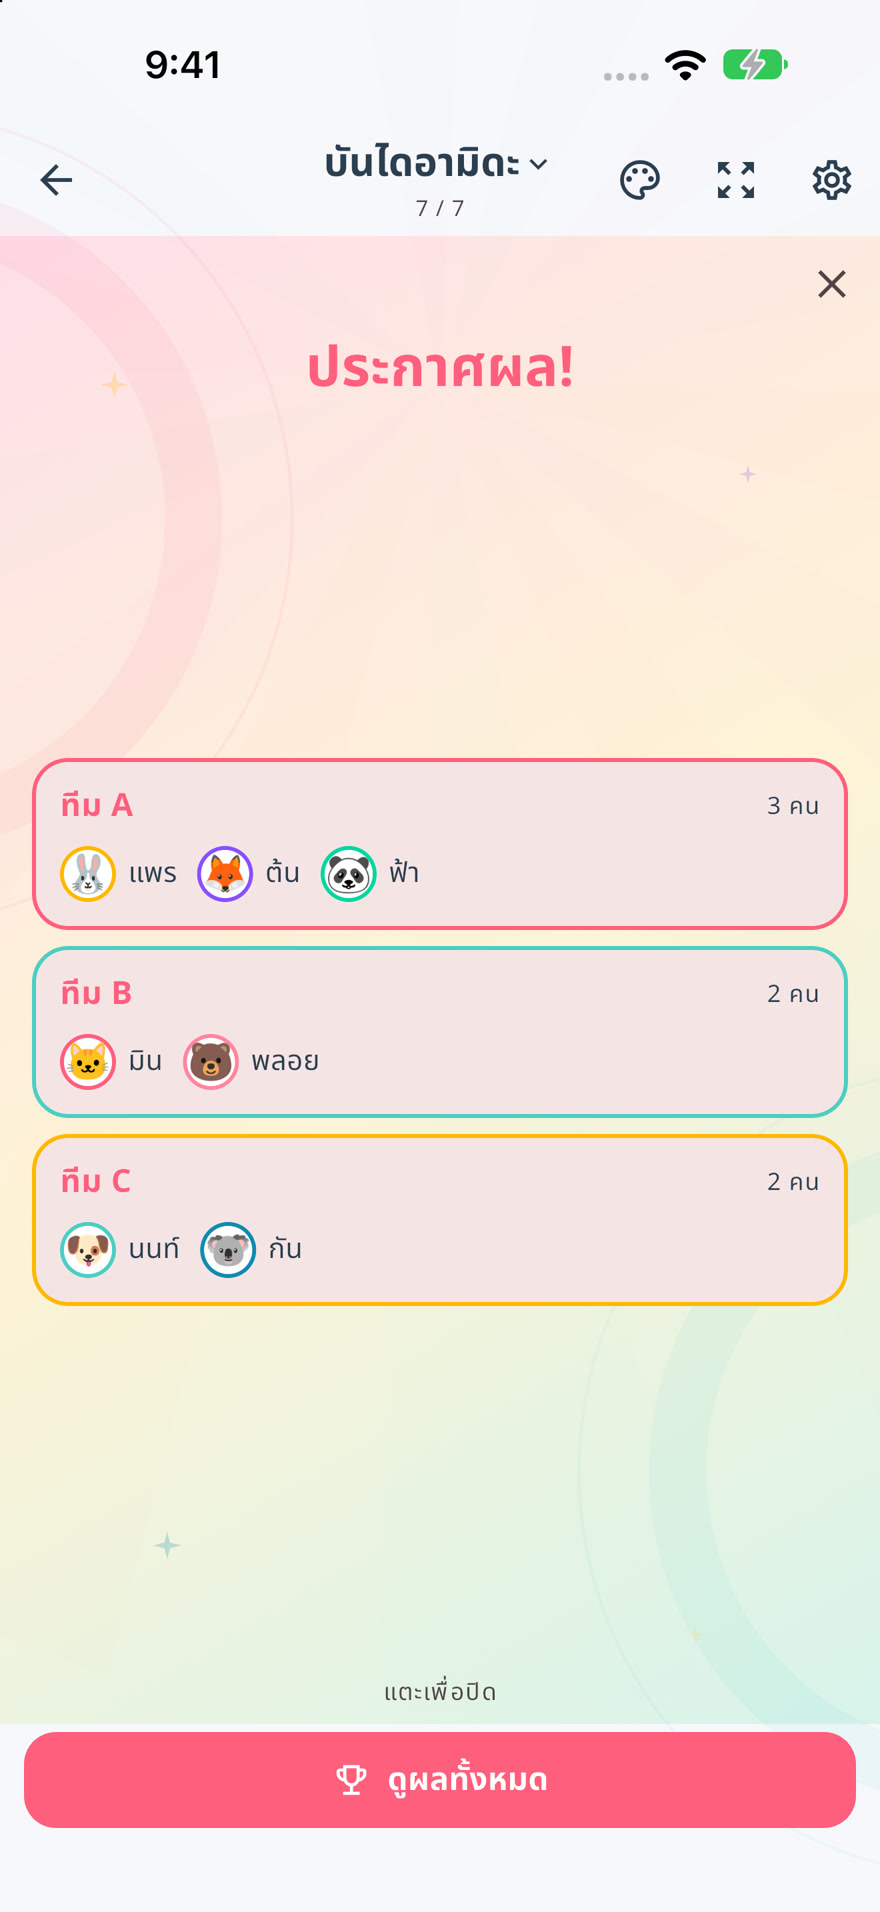 9:41
บันไดอามิดะ
7 / 7
ประกาศผล!
ทีม A
3 คน
แพร ต้น ฟ้า
ทีม B
2 คน
มิน พลอย
ทีม C
2 คน
นนท์ กัน
แตะเพื่อปิด
ดูผลทั้งหมด